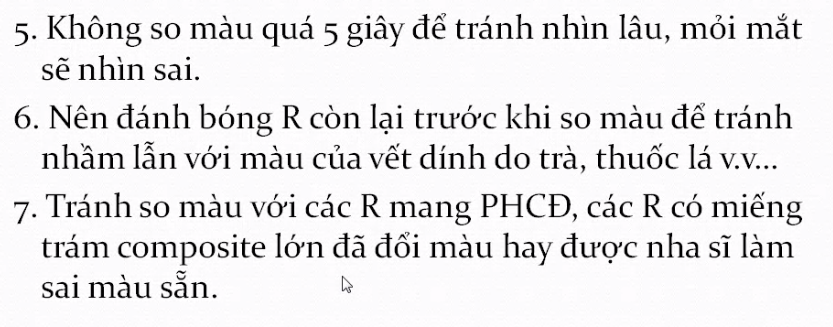 5. Không so màu quá 5 giây để tránh nhìn lâu, mỏi mắt
sẽ nhìn sai.
6. Nên đánh bóng R còn lại trước khi so màu để tránh
nhầm lẫn với màu của vết dính do trà, thuốc lá v.v...
7. Tránh so màu với các R mang PHCĐ, các R có miếng
trám composite lớn đã đổi màu hay được nha sĩ làm
sai màu sẵn.